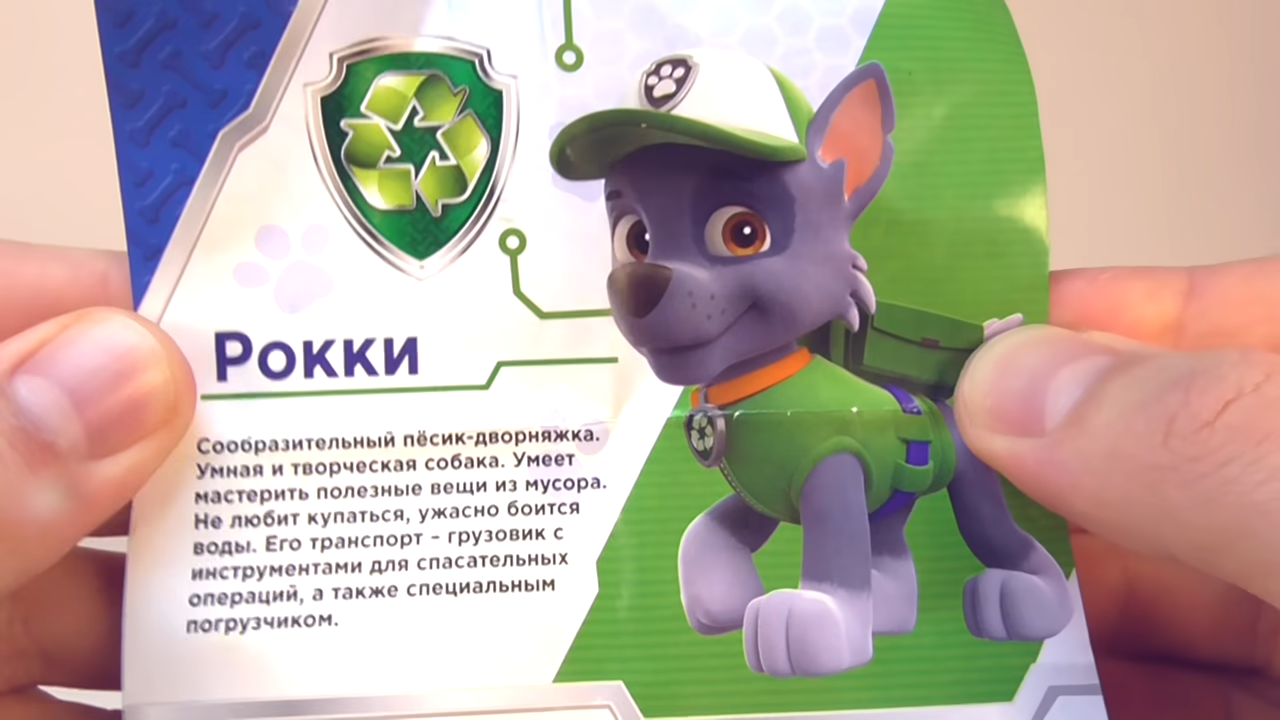 Рокки
Сообразительный пёсик-дворняжка.
Умная и творческая собака. Умеет
мастерить полезные вещи из мусора.
Не любит купаться, ужасно боится
воды. Его транспорт – грузовик с
инструментами для спасательных
операций, а также специальным
погрузчиком.